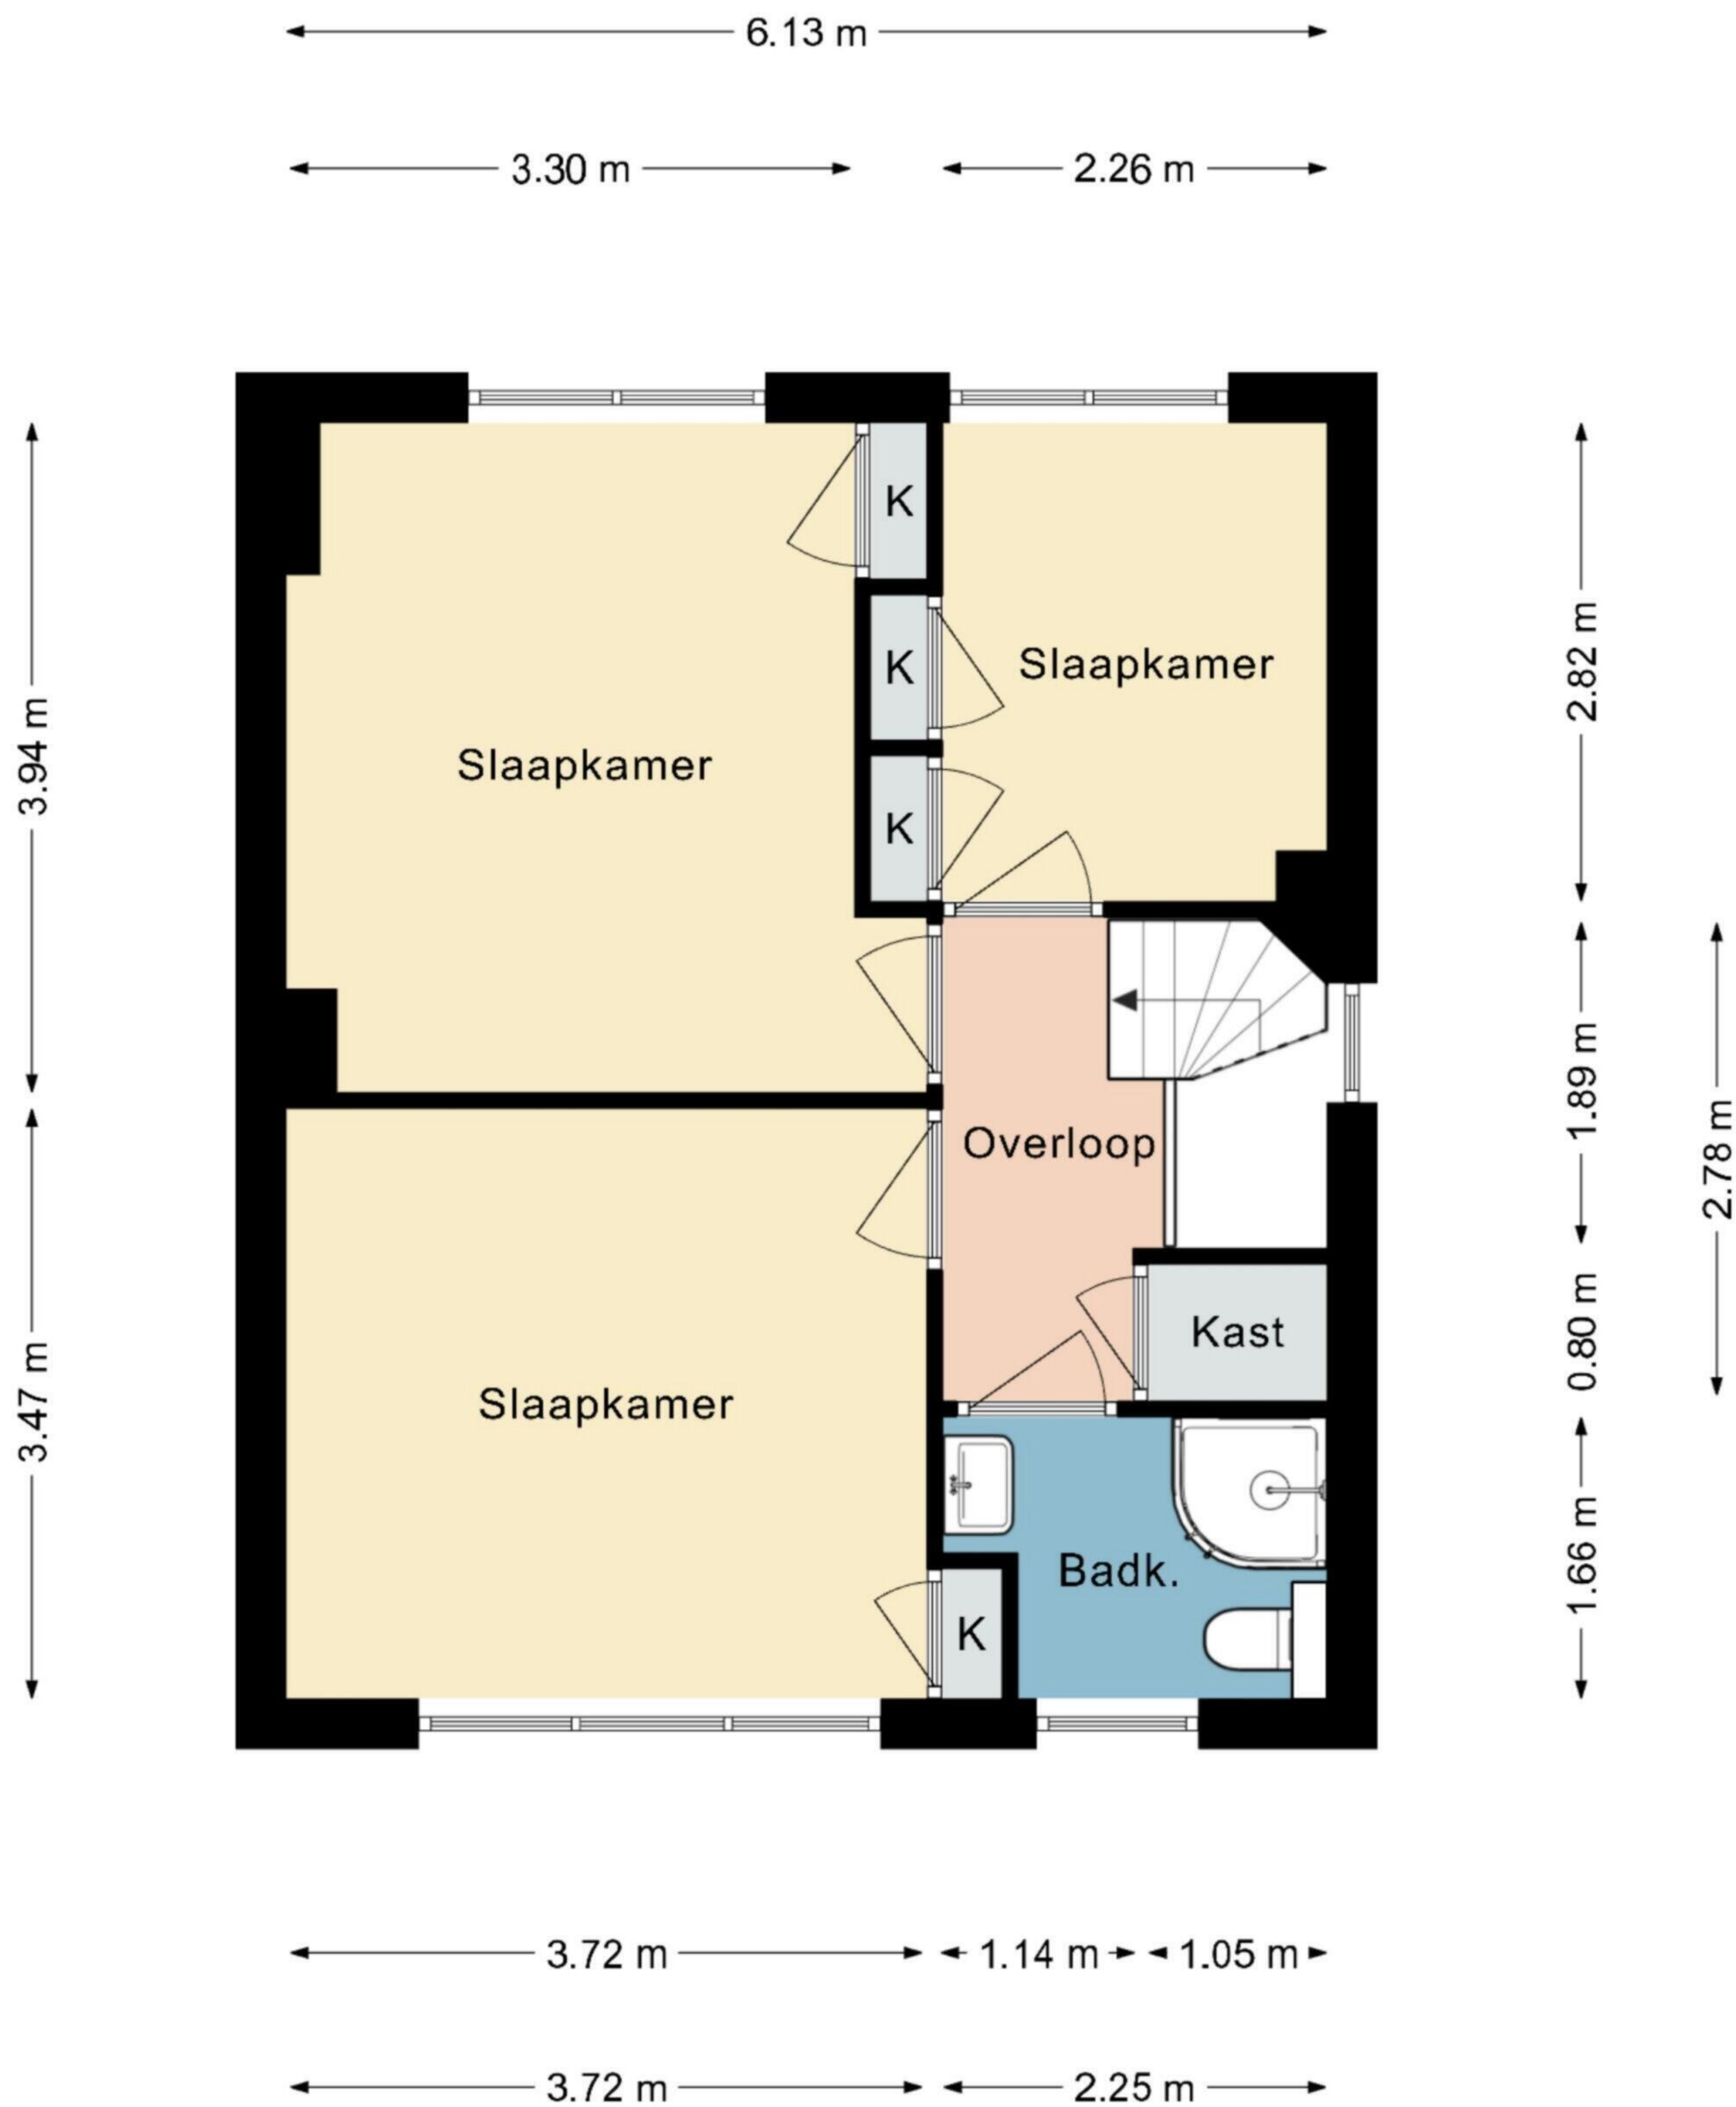 6.13 m
3.30 m
2.26 m
K
K
Slaapkamer
2.82 m
3.94 m
Slaapkamer
K
Overloop
1.89 m
2.78 m
Kast
0.80 m
3.47 m
Slaapkamer
Badk.
1.66 m
K
3.72 m
1.14 m
1.05 m
3.72 m
2.25 m